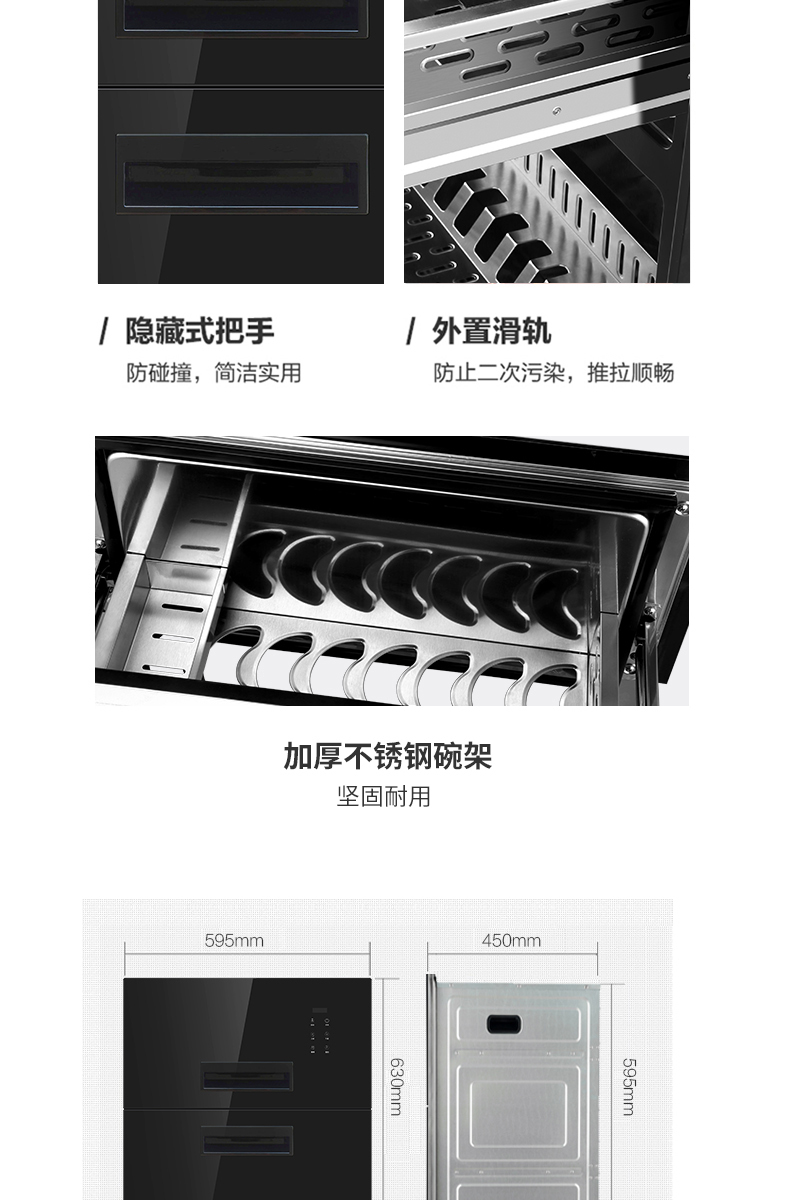 / 隐藏式把手
防碰撞，简洁实用
/ 外置滑轨
防止二次污染，推拉顺畅
加厚不锈钢碗架
坚固耐用
595mm
450mm
630mm
595mm